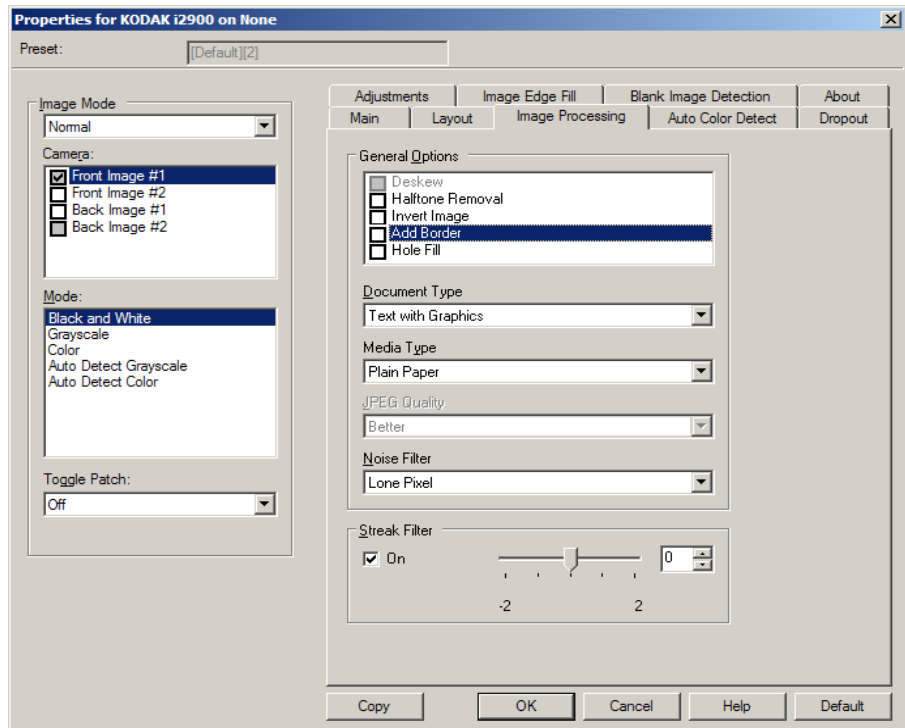 Properties for KODAK i2900 on None
Preset:
[Default][2]
Image Mode
Normal
Camera:
Front Image #1
Front Image #2
Back Image #1
Back Image #2
Mode:
Black and White
Grayscale
Color
Auto Detect Grayscale
Auto Detect Color
Toggle Patch:
Off
Adjustments
Image Edge Fill
Blank Image Detection
About
Main
Layout
Image Processing
Auto Color Detect
Dropout
General Options
Deskew
Halftone Removal
Invert Image
Add Border
Hole Fill
Document Type
Text with Graphics
Media Type
Plain Paper
JPEG Quality
Better
Noise Filter
Lone Pixel
Streak Filter
On
0
-2 2
Copy
OK
Cancel
Help
Default